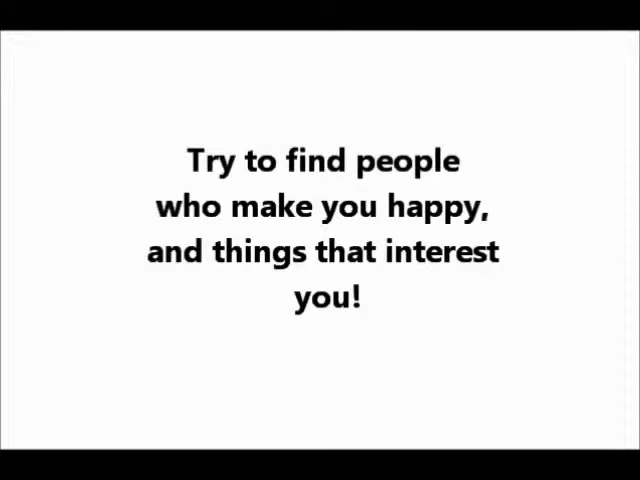 Try to find people
who make you happy,
and things that interest
you!